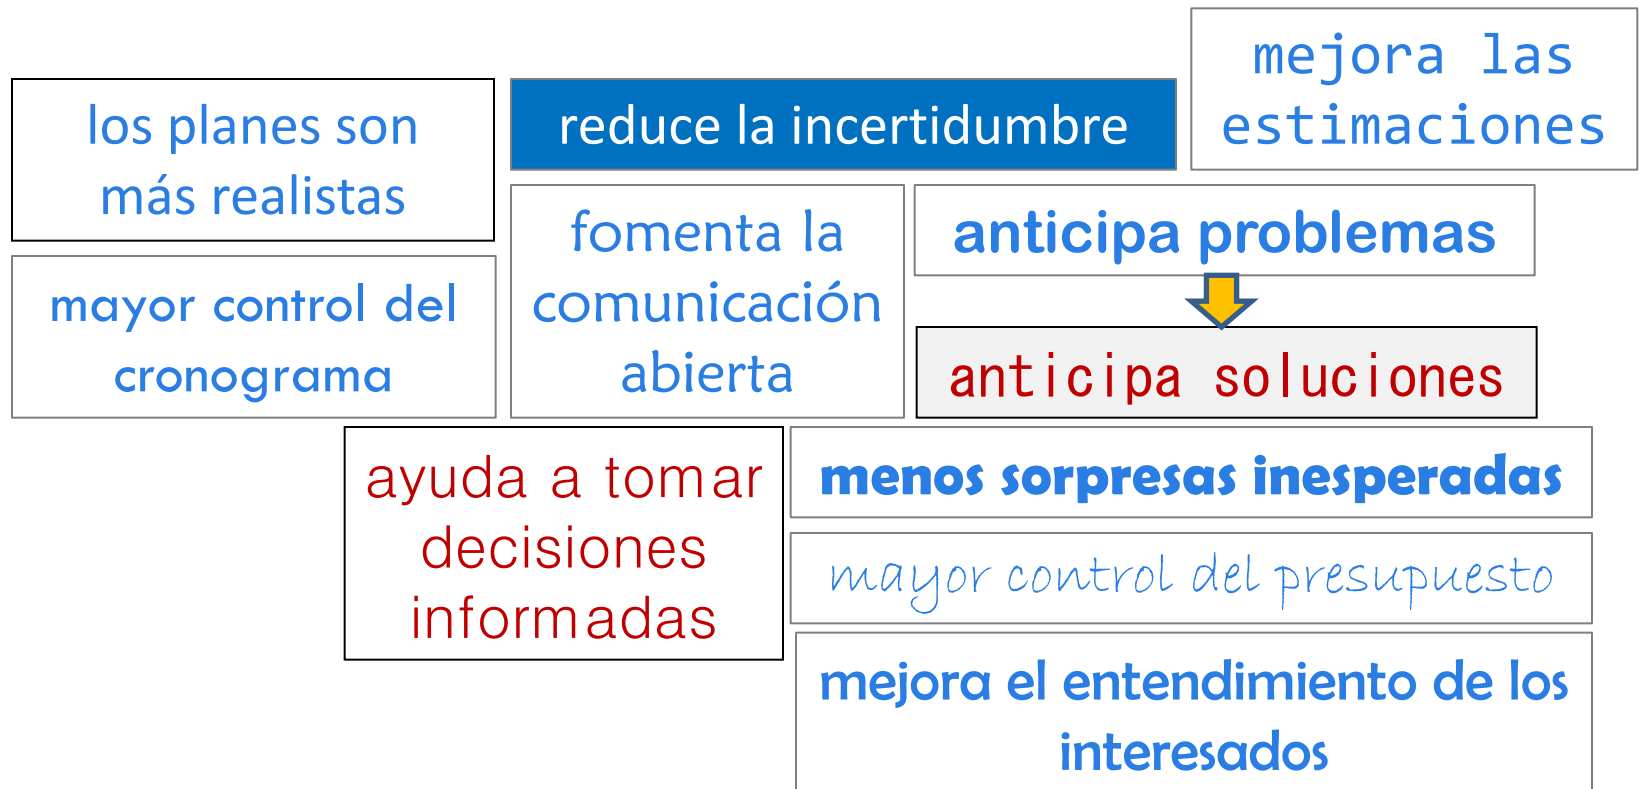 mejora las
estimaciones
los planes son
más realistas
reduce la incertidumbre
fomenta la
comunicación
abierta
anticipa problemas
mayor control del
cronograma
anticipa soluciones
ayuda a tomar
decisiones
informadas
menos sorpresas inesperadas
mayor control del presupuesto
mejora el entendimiento de los
interesados